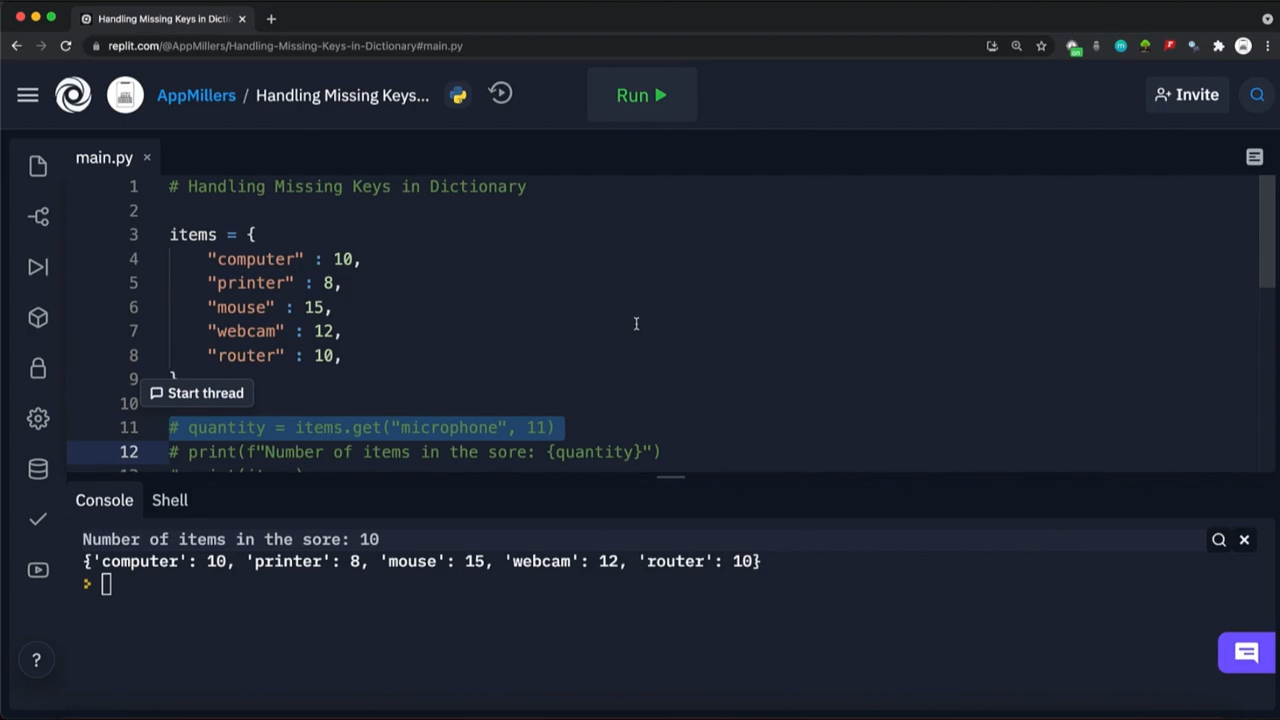 Handling Missing Keys in Dictio
replit.com/@AppMillers/Handling-Missing-Keys-in-Dictionary#main.py
AppMillers / Handling Missing Keys...
Run
Invite
main.py
1 # Handling Missing Keys in Dictionary
2
3 items = {
4 "computer" : 10,
5 "printer" : 8,
6 "mouse" : 15,
7 "webcam" : 12,
8 "router" : 10,
9 }
Start thread
10
11 # quantity = items.get("microphone", 11)
12 # print(f"Number of items in the sore: {quantity}")
Console Shell
Number of items in the sore: 10
{'computer': 10, 'printer': 8, 'mouse': 15, 'webcam': 12, 'router': 10}
?